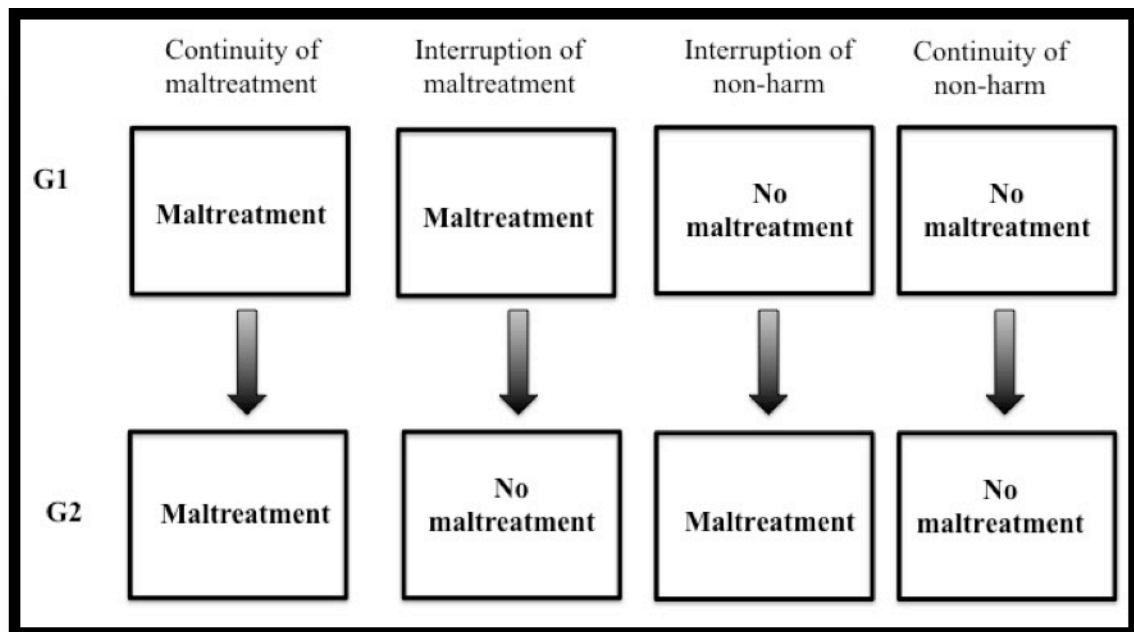 Continuity of
maltreatment
Interruption of
maltreatment
Interruption of
non-harm
Continuity of
non-harm
G1
Maltreatment
Maltreatment
No
maltreatment
No
maltreatment
G2
Maltreatment
No
maltreatment
Maltreatment
No
maltreatment